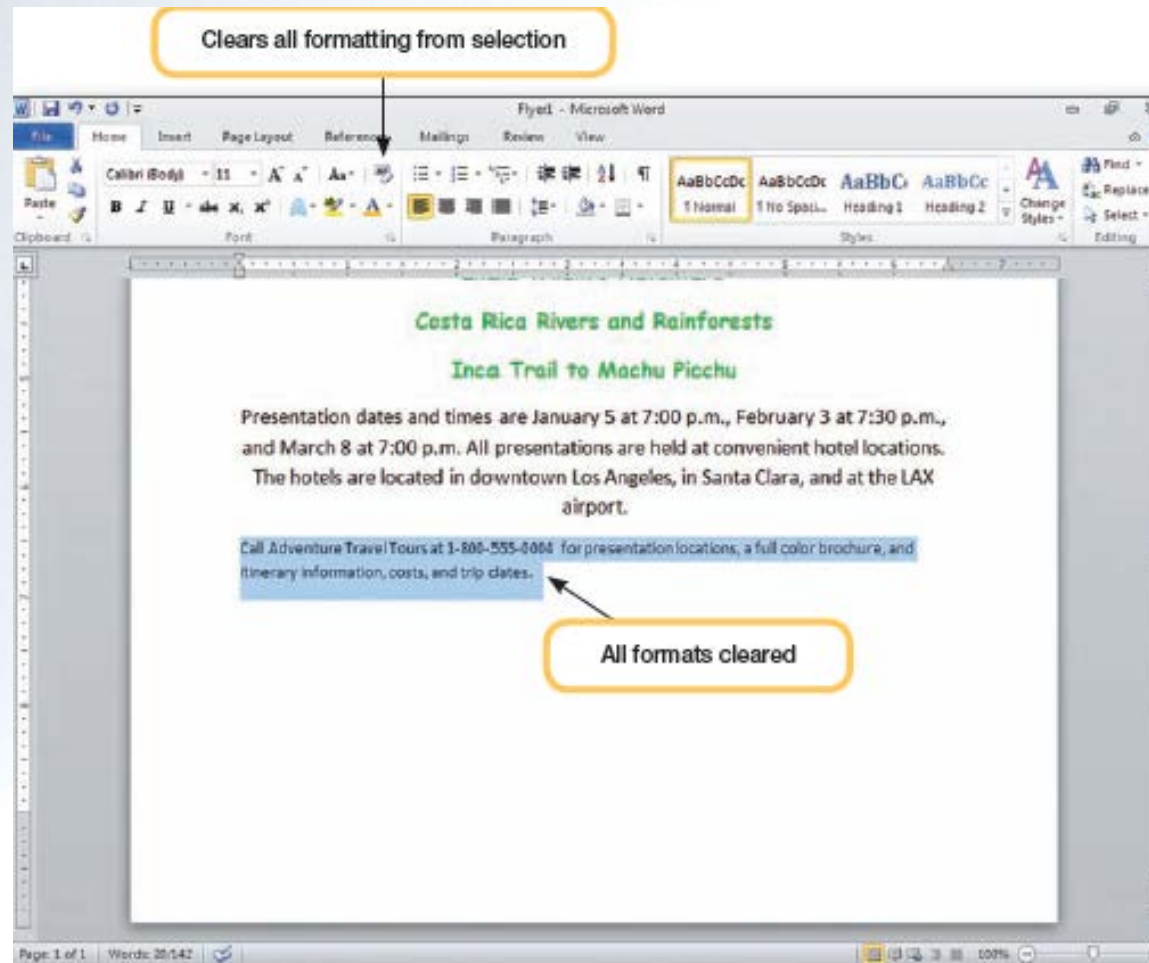 Clears all formatting from selection
Flyer1 - Microsoft Word
File Home Insert Page Layout References Mailings Review View
Calibri (Body) 11
Paste
B I U abc
AaBbCcDc AaBbCcDc AaBbC AaBbCc
¶ Normal ¶ No Spaci... Heading 1 Heading 2
Change Styles
Find
Replace
Select
Clipboard Font Paragraph Styles Editing
Costa Rica Rivers and Rainforests
Inca Trail to Machu Picchu
Presentation dates and times are January 5 at 7:00 p.m., February 3 at 7:30 p.m.,
and March 8 at 7:00 p.m. All presentations are held at convenient hotel locations.
The hotels are located in downtown Los Angeles, in Santa Clara, and at the LAX
airport.
Call Adventure Travel Tours at 1-800-555-0004 for presentation locations, a full color brochure, and
itinerary information, costs, and trip dates.
All formats cleared
Page: 1 of 1 Words: 20/142 100%